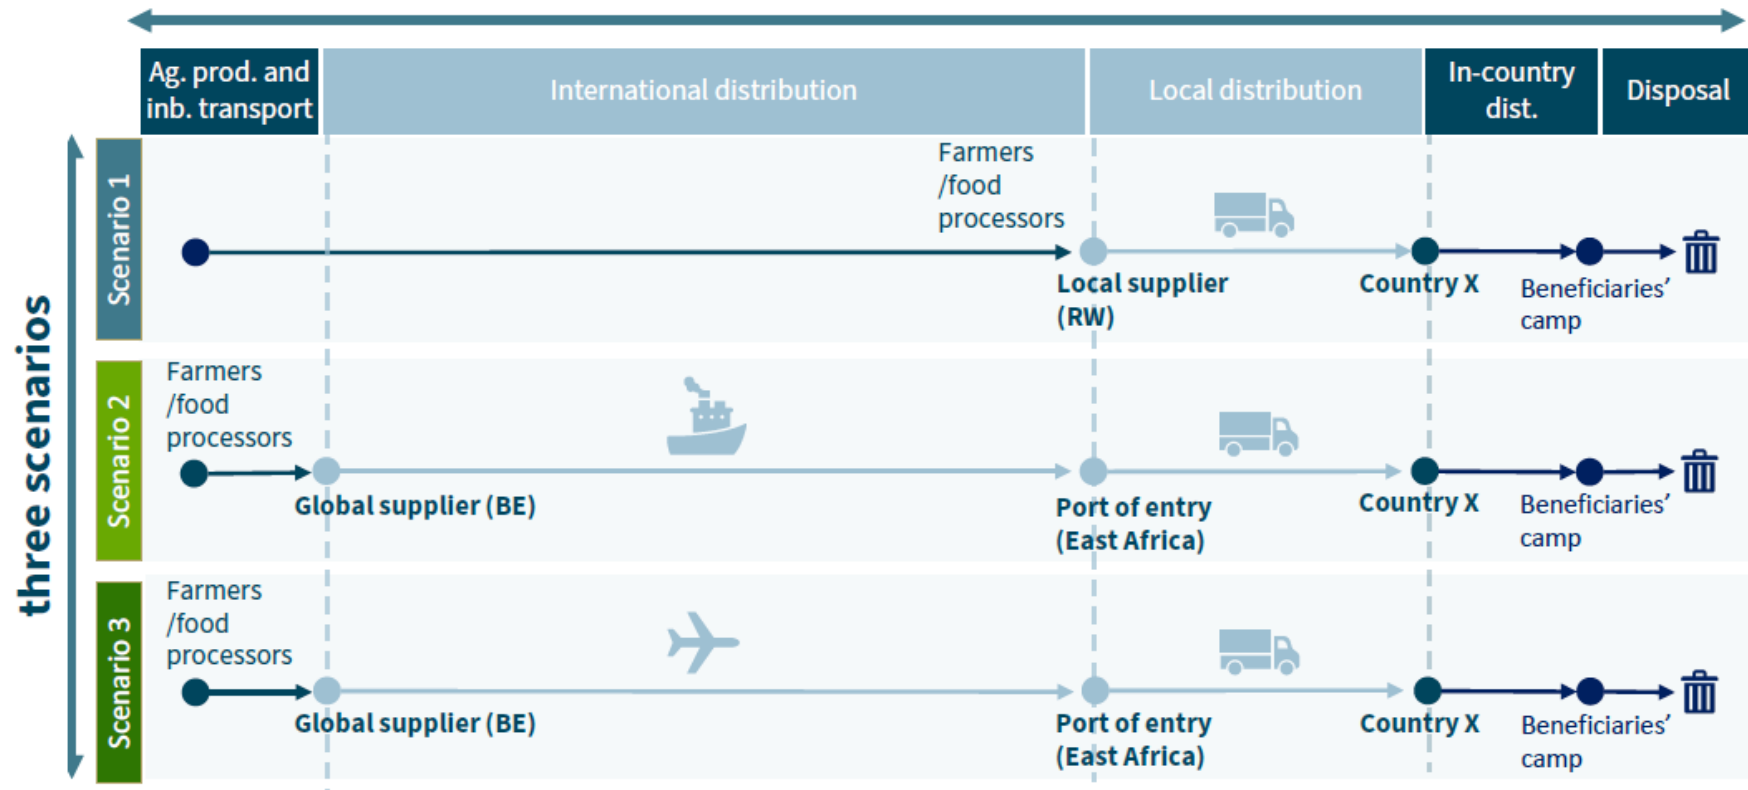 Ag. prod. and
inb. transport
International distribution
Local distribution
In-country
dist.
Disposal
three scenarios
Scenario 1
Farmers
/food
processors
Local supplier
(RW)
Country X
Beneficiaries’
camp
Scenario 2
Farmers
/food
processors
Global supplier (BE)
Port of entry
(East Africa)
Country X
Beneficiaries’
camp
Scenario 3
Farmers
/food
processors
Global supplier (BE)
Port of entry
(East Africa)
Country X
Beneficiaries’
camp